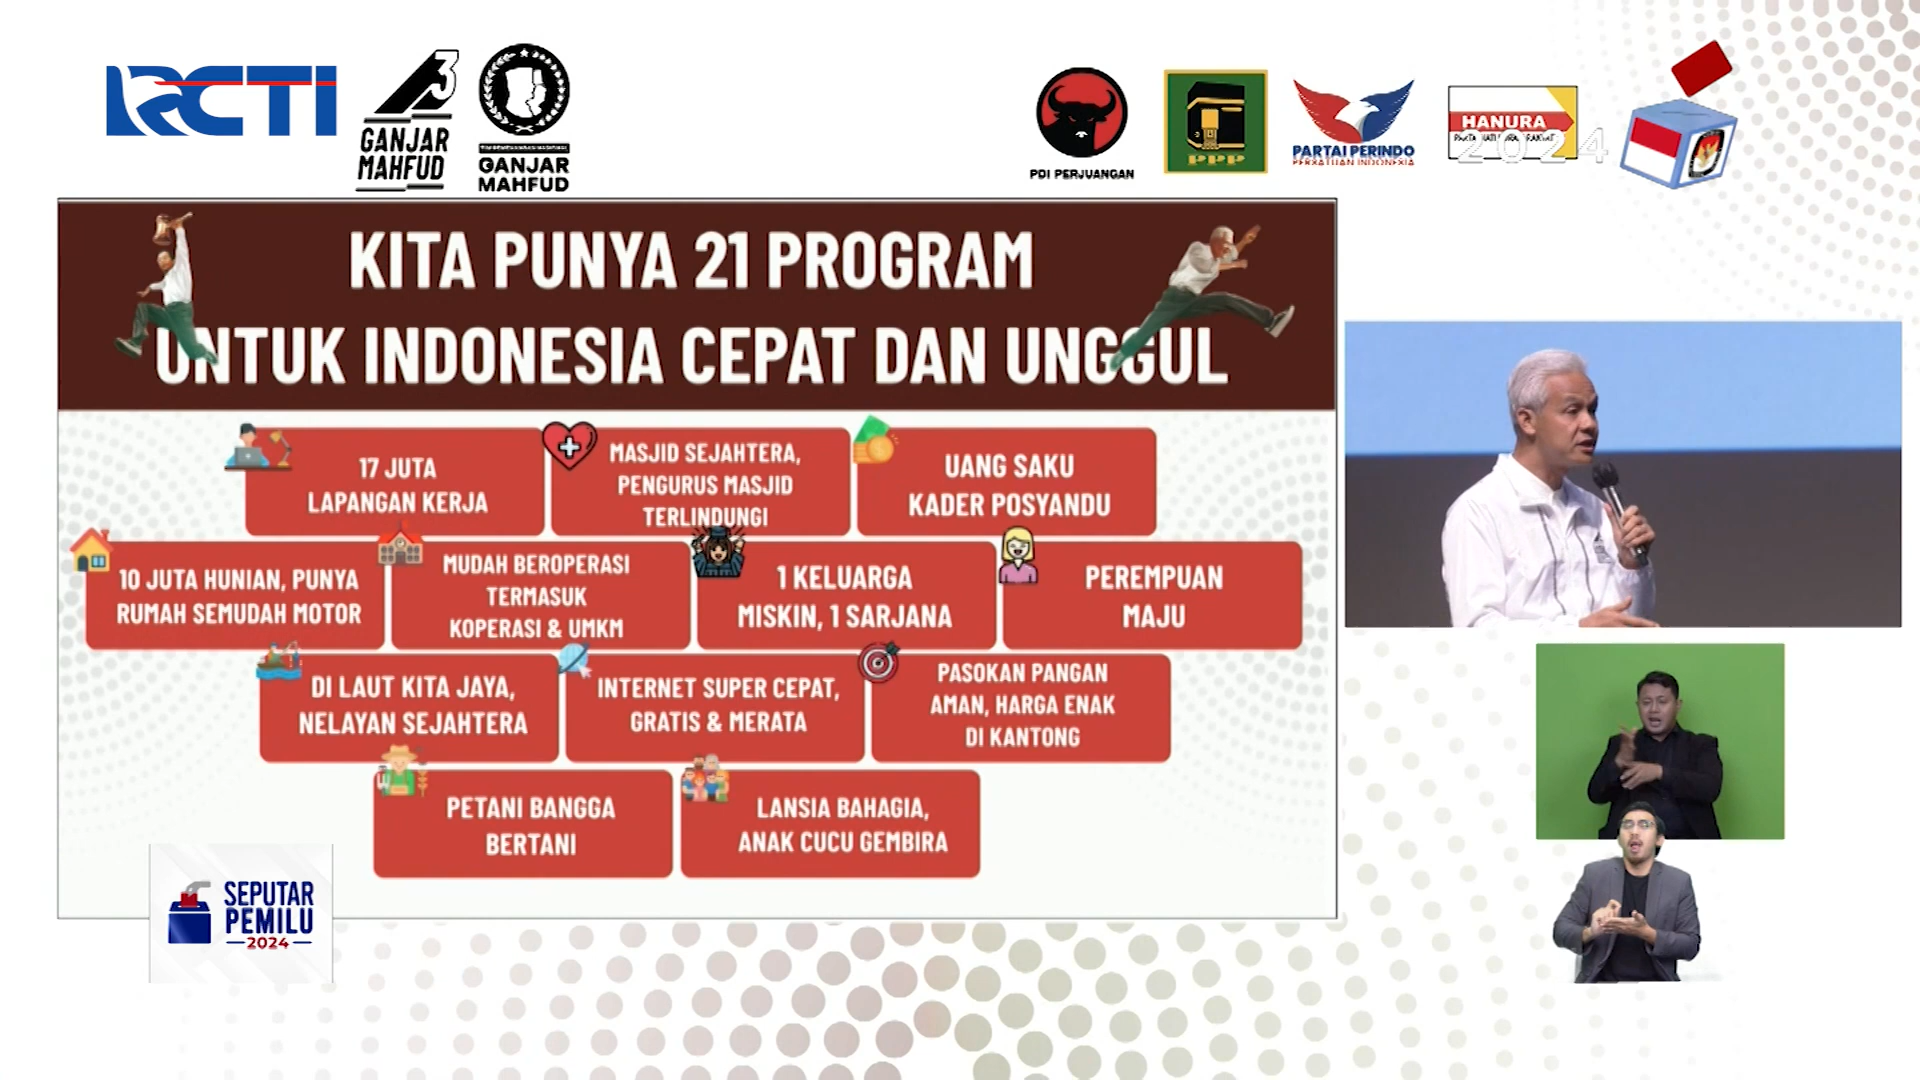 RCTI
3
GANJAR
MAHFUD
GANJAR
MAHFUD
PDI PERJUANGAN
PPP
PARTAI PERINDO
PERSATUAN INDONESIA
HANURA
2024
KITA PUNYA 21 PROGRAM
UNTUK INDONESIA CEPAT DAN UNGGUL
17 JUTA
LAPANGAN KERJA
MASJID SEJAHTERA,
PENGURUS MASJID
TERLINDUNGI
UANG SAKU
KADER POSYANDU
10 JUTA HUNIAN, PUNYA
RUMAH SEMUDAH MOTOR
MUDAH BEROPERASI
TERMASUK
KOPERASI & UMKM
1 KELUARGA
MISKIN, 1 SARJANA
PEREMPUAN
MAJU
DI LAUT KITA JAYA,
NELAYAN SEJAHTERA
INTERNET SUPER CEPAT,
GRATIS & MERATA
PASOKAN PANGAN
AMAN, HARGA ENAK
DI KANTONG
PETANI BANGGA
BERTANI
LANSIA BAHAGIA,
ANAK CUCU GEMBIRA
SEPUTAR
PEMILU
2024